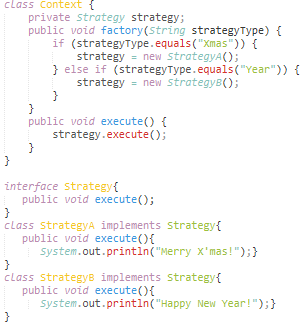 class Context {
    private Strategy strategy;
    public void factory(String strategyType) {
        if (strategyType.equals("Xmas")) {
            strategy = new StrategyA();
        } else if (strategyType.equals("Year")) {
            strategy = new StrategyB();
        }
    }
    public void execute() {
        strategy.execute();
    }
}

interface Strategy{
   public void execute();
}
class StrategyA implements Strategy{
   public void execute(){
      System.out.println("Merry X'mas!");}
}
class StrategyB implements Strategy{
   public void execute(){
      System.out.println("Happy New Year!");}
}